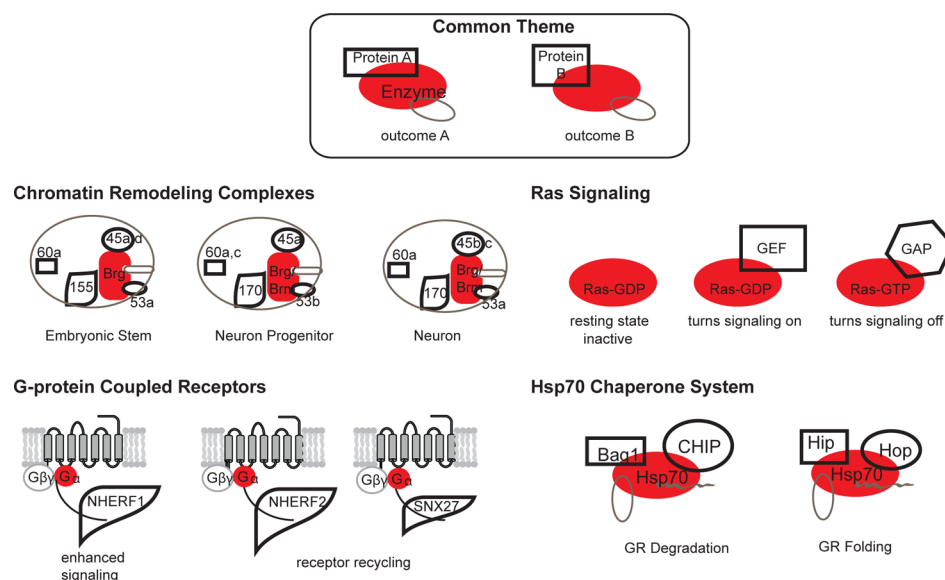 Common Theme
Protein A
Enzyme
outcome A
Protein
B
outcome B
Chromatin Remodeling Complexes
60a
45a,d
Brg
155
53a
Embryonic Stem
60a,c
45a
Brg
Brm
170
53b
Neuron Progenitor
60a
45b,c
Brg
Brm
170
53a
Neuron
Ras Signaling
Ras-GDP
resting state
inactive
GEF
Ras-GDP
turns signaling on
GAP
Ras-GTP
turns signaling off
G-protein Coupled Receptors
Gβγ
Gα
NHERF1
enhanced
signaling
Gβγ
Gα
NHERF2
Gβγ
Gα
SNX27
receptor recycling
Hsp70 Chaperone System
Bag1
CHIP
Hsp70
GR Degradation
Hip
Hop
Hsp70
GR Folding